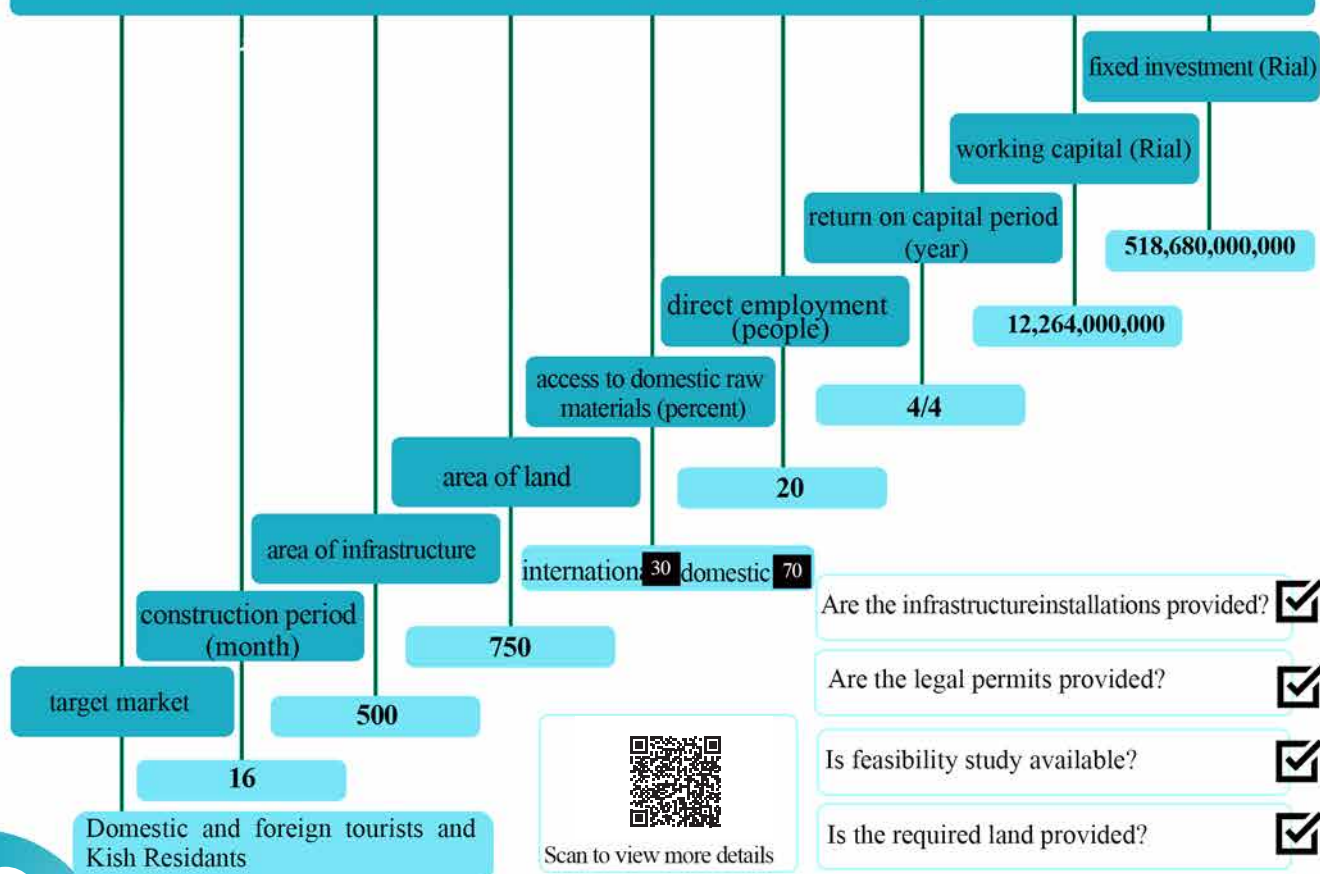 fixed investment (Rial)
518,680,000,000
working capital (Rial)
12,264,000,000
return on capital period
(year)
4/4
direct employment
(people)
20
access to domestic raw
materials (percent)
internation 30 domestic 70
area of land
750
area of infrastructure
500
construction period
(month)
16
target market
Domestic and foreign tourists and
Kish Residants
Are the infrastructureinstallations provided?
Are the legal permits provided?
Is feasibility study available?
Is the required land provided?
Scan to view more details